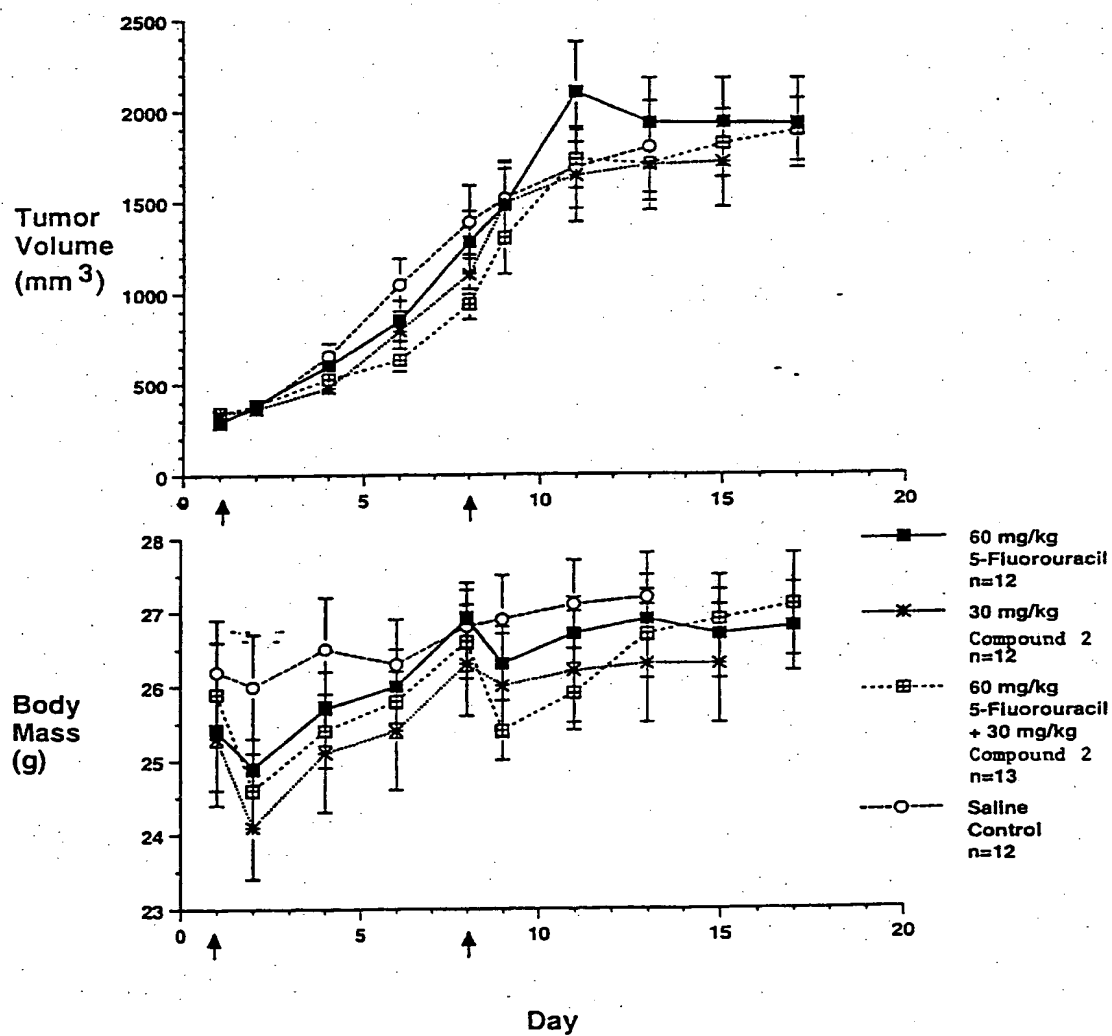 2500
2000
1500
1000
500
0
Tumor
Volume
(mm 3)
0
5
10
15
20
28
27
26
25
24
23
Body
Mass
(g)
0
5
10
15
20
Day
60 mg/kg
5-Fluorouracil
n=12
30 mg/kg
Compound 2
n=12
60 mg/kg
5-Fluorouracil
+ 30 mg/kg
Compound 2
n=13
Saline
Control
n=12